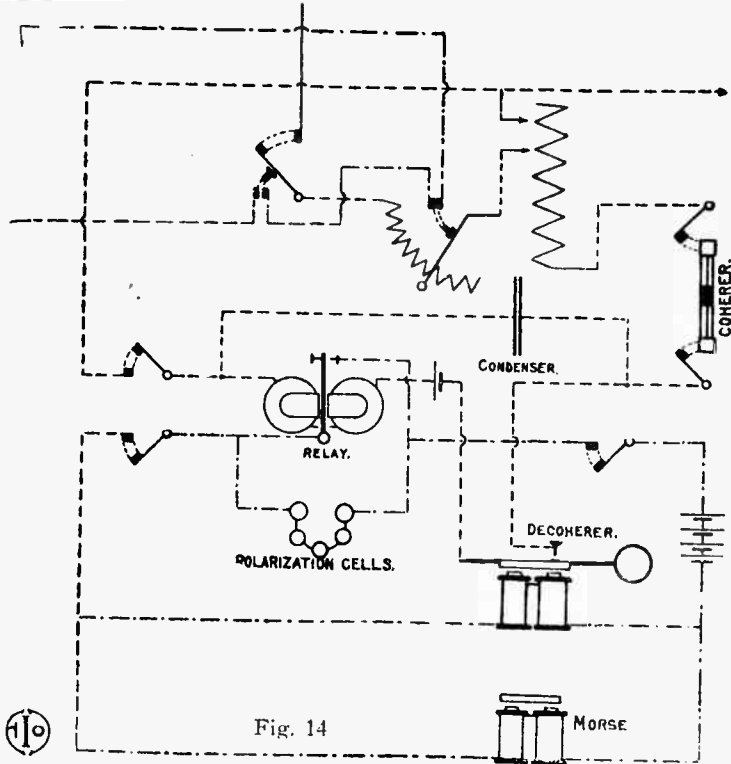 COHERER.
CONDENSER.
RELAY.
DECOHERER.
POLARIZATION CELLS.
MORSE
Fig. 14